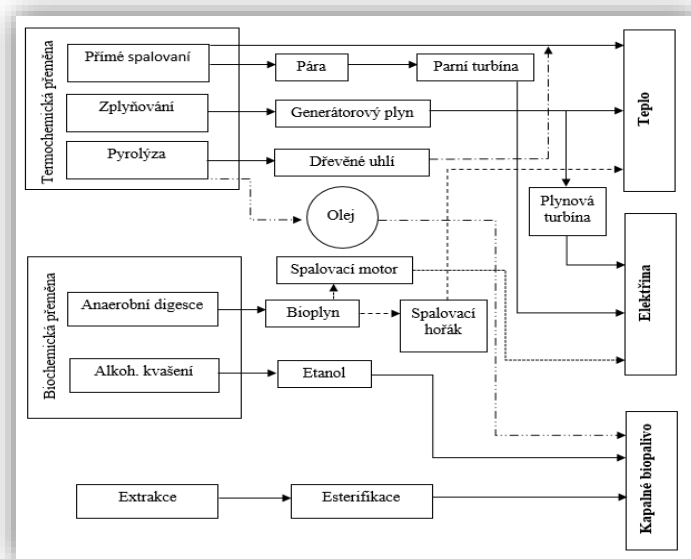 Termochemická přeměna
Přímé spalovaní
Pára
Parní turbína
Teplo
Zplyňování
Generátorový plyn
Pyrolýza
Dřevěné uhlí
Olej
Plynová
turbína
Biochemická přeměna
Spalovací motor
Elektřina
Anaerobní digesce
Bioplyn
Spalovací
hořák
Alkoh. kvašení
Etanol
Kapalné biopalivo
Extrakce
Esterifikace